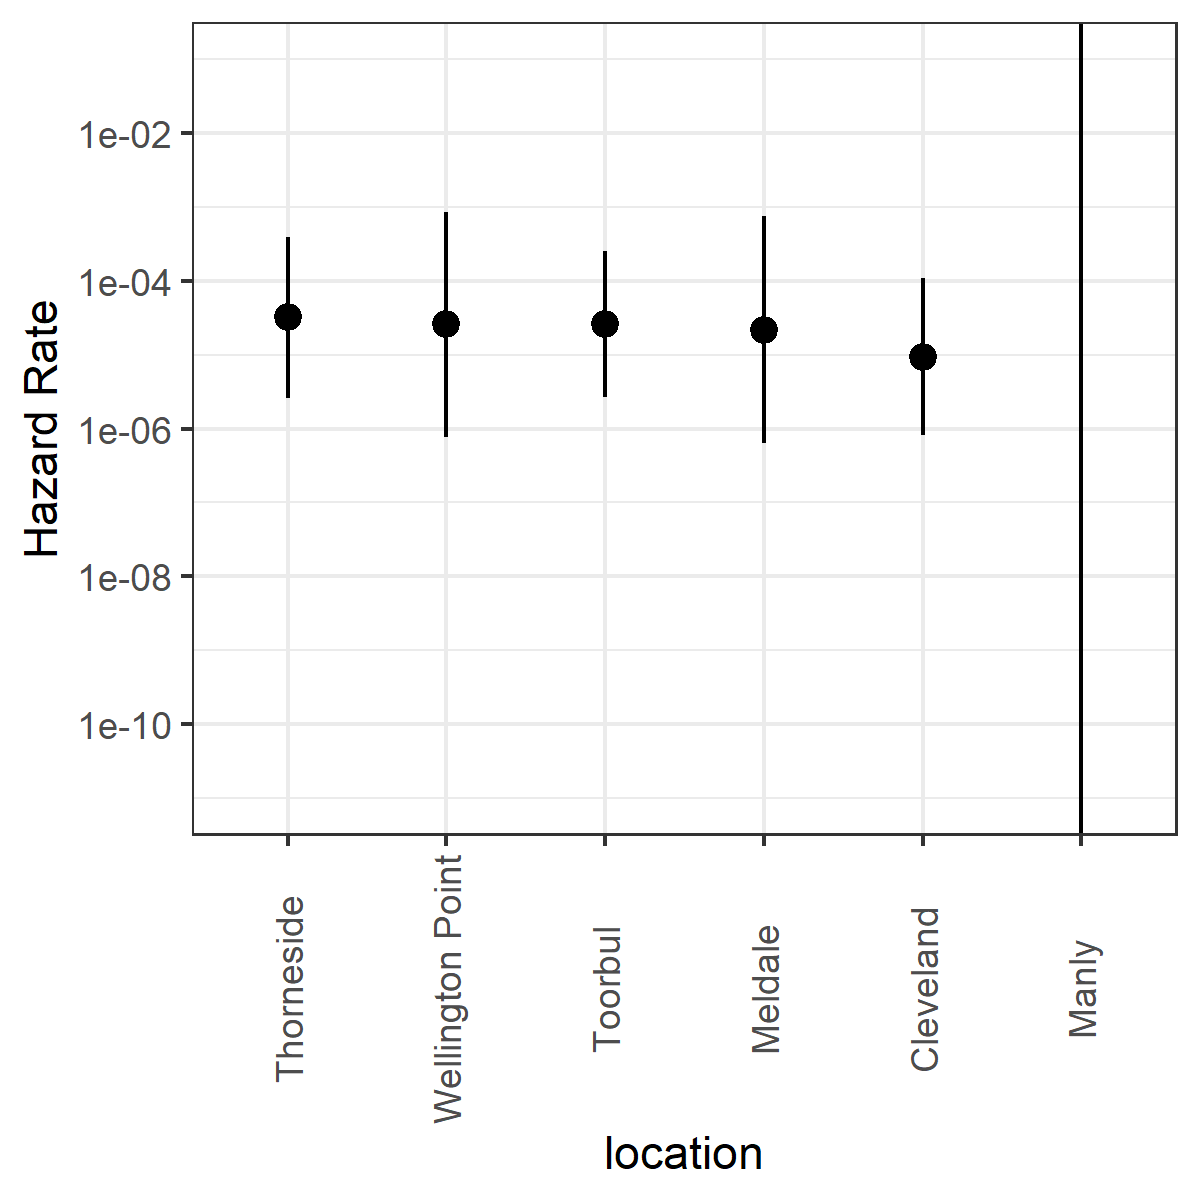 Hazard Rate
1e-02
1e-04
1e-06
1e-08
1e-10
Thorneside
Wellington Point
Toorbul
Meldale
Cleveland
Manly
location